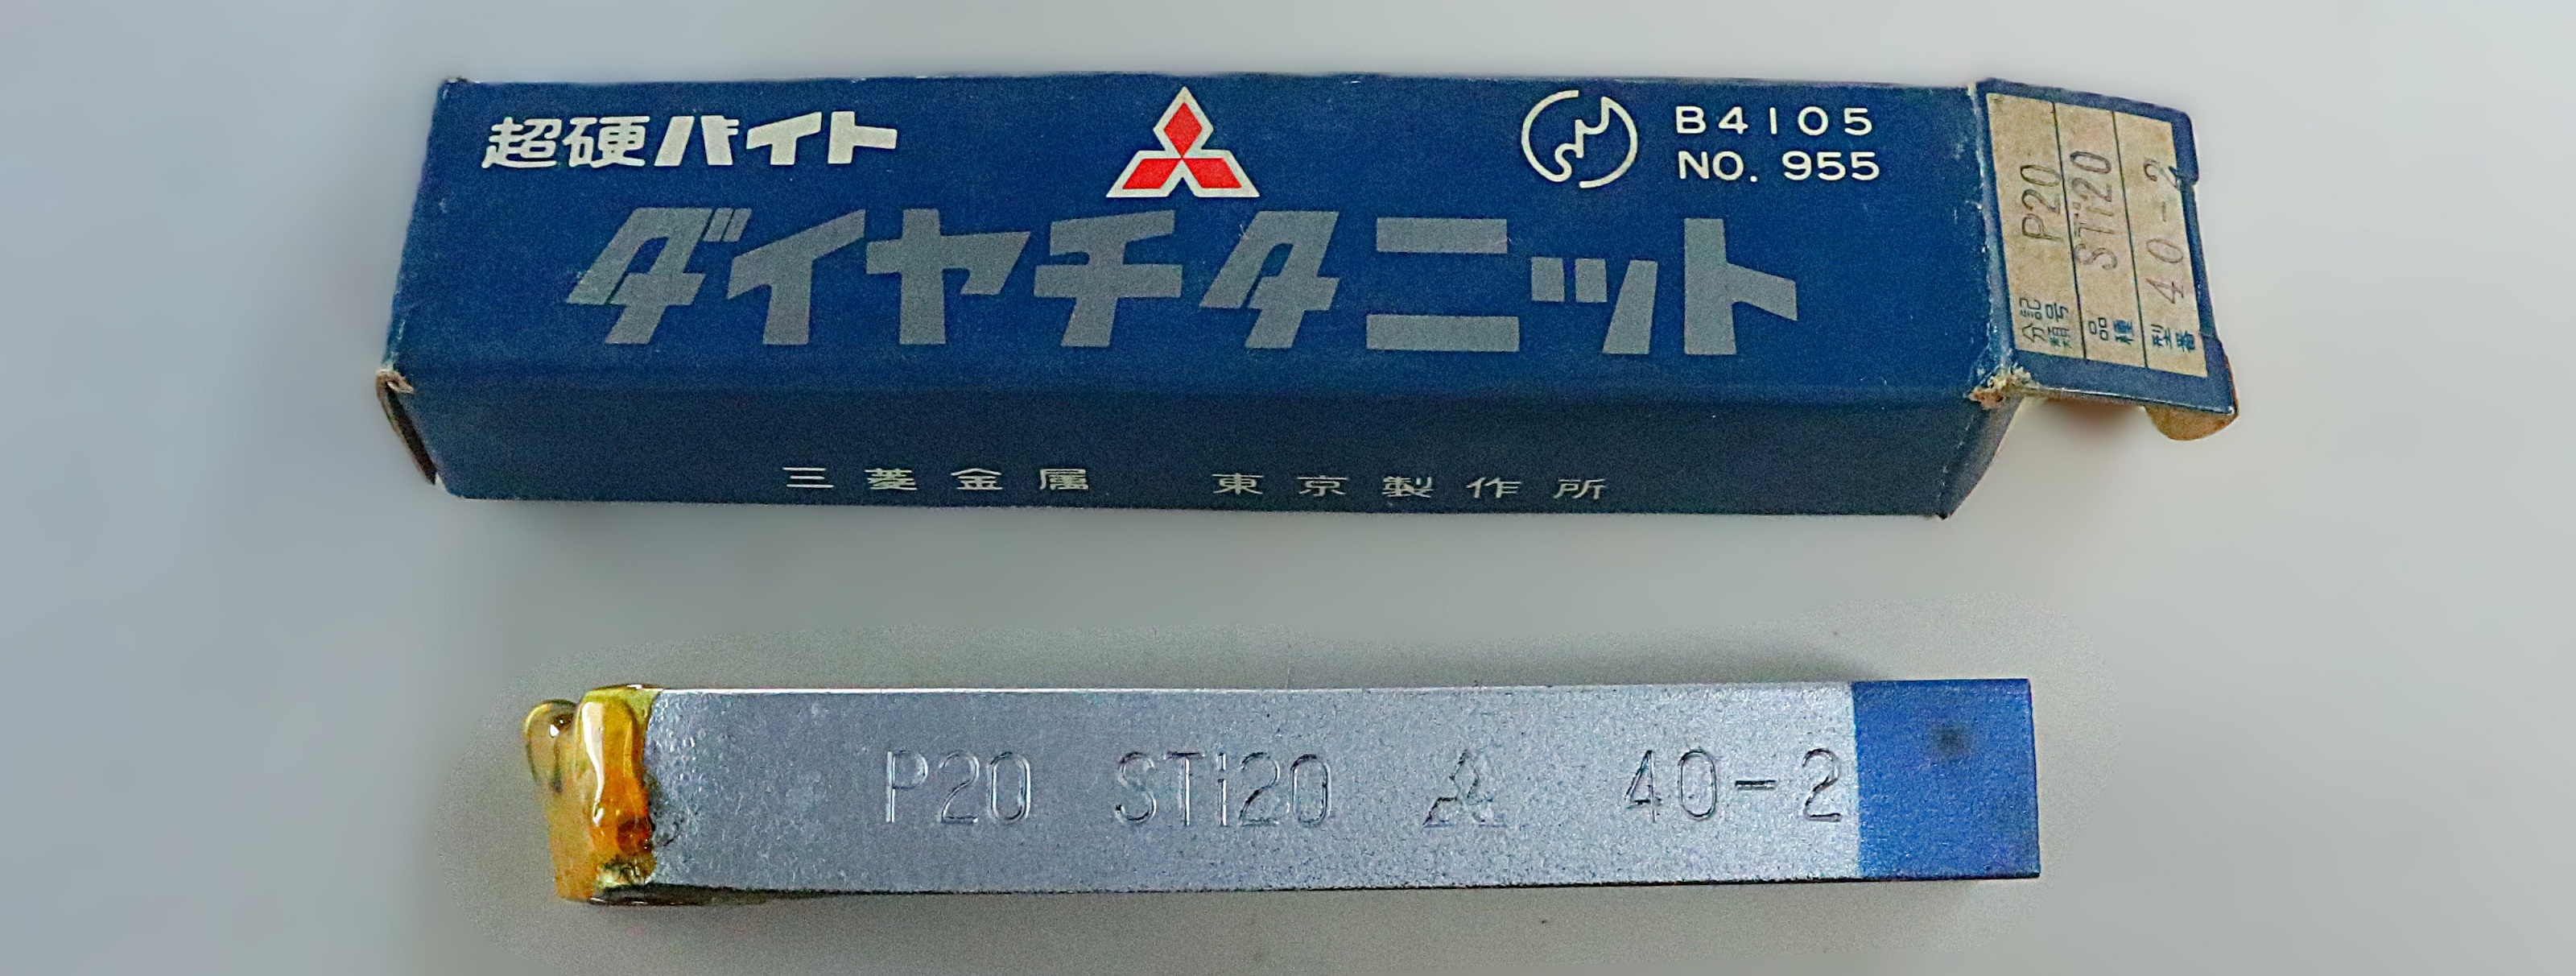 超硬バイト
B4105
NO. 955
ダイヤチタニット
三菱金属 東京製作所
分類記号 P20
品種 STi20
型番 40-2
P20 STi20 40-2